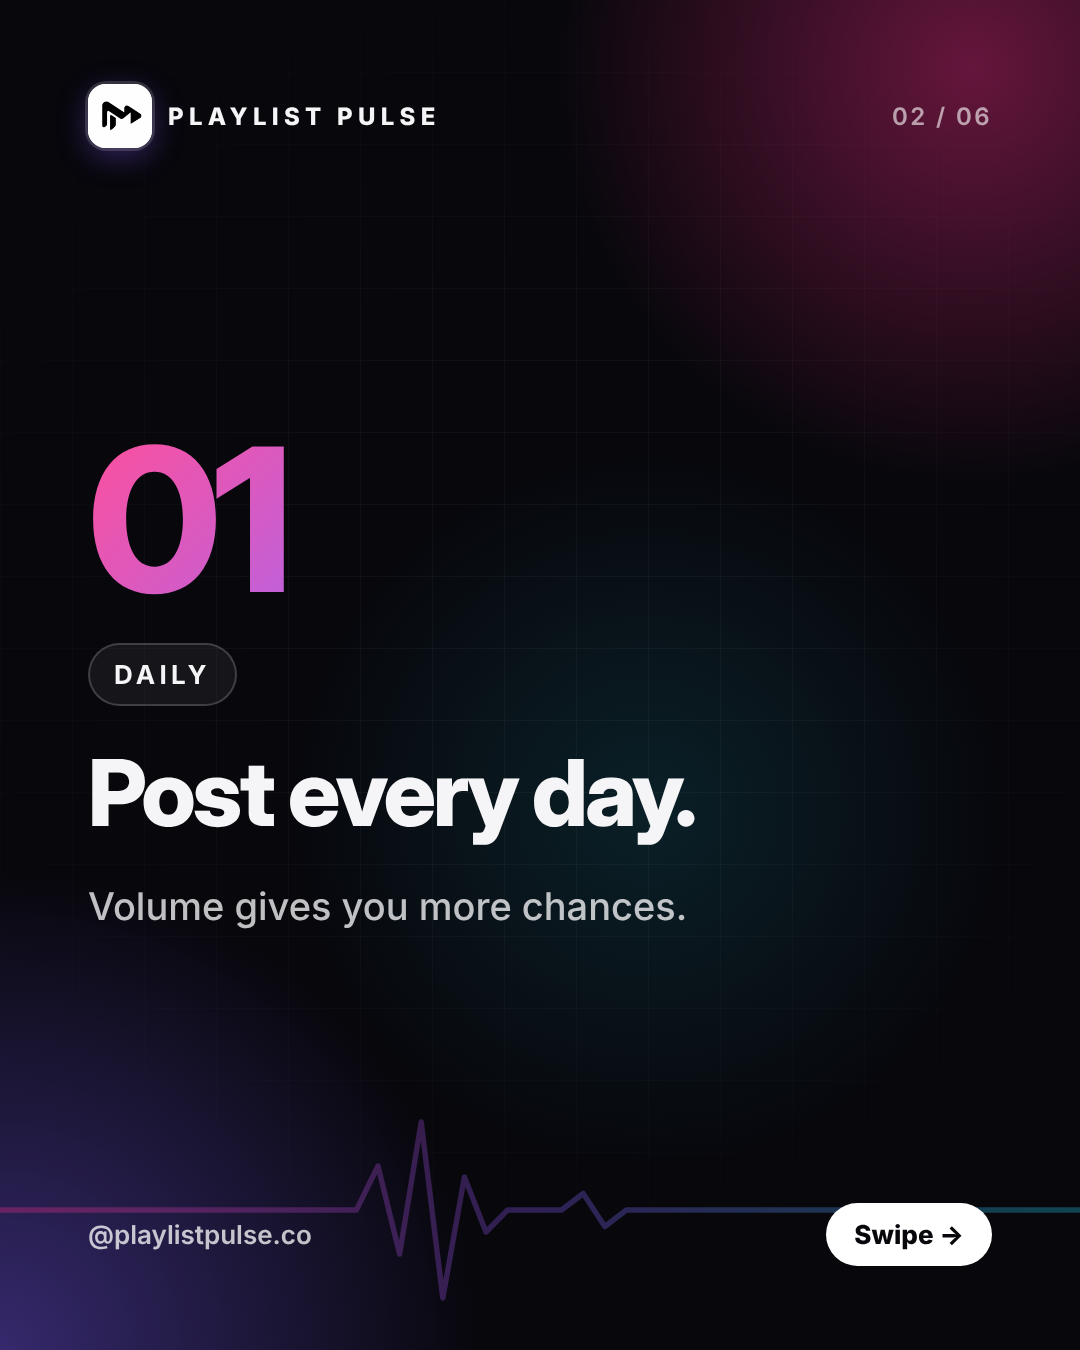 PLAYLIST PULSE
02 / 06
01
DAILY
Post every day.
Volume gives you more chances.
@playlistpulse.co
Swipe →